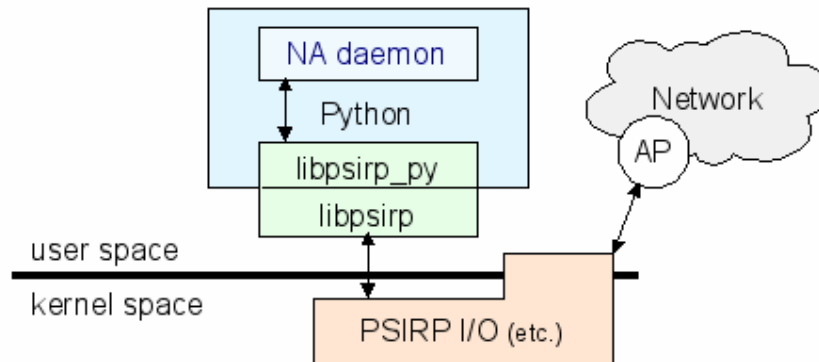 NA daemon
Python
libpsirp_py
libpsirp
Network
AP
user space
kernel space
PSIRP I/O (etc.)